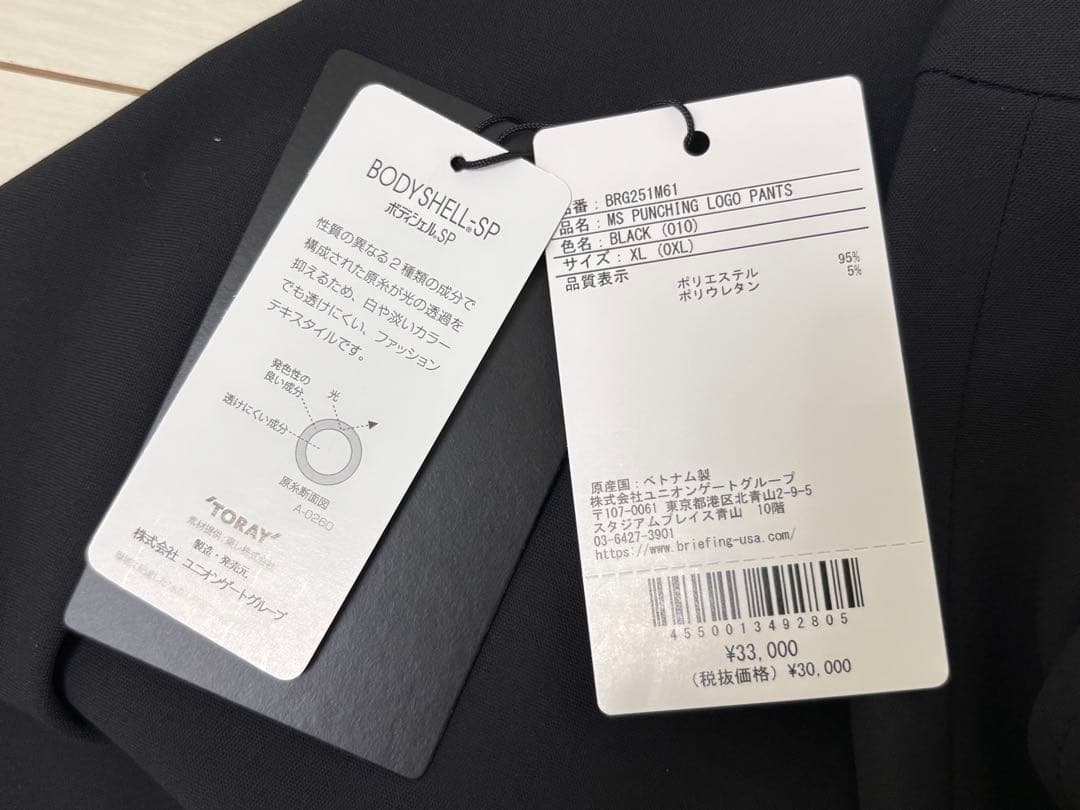 BODYSHELL®-SP
ボディシェル®SP
性質の異なる2種類の成分で
構成された原糸が光の透過を
抑えるため、白や淡いカラー
でも透けにくい、ファッション
テキスタイルです。
発色性の
良い成分
光
透けにくい成分
原糸断面図
A-0260
"TORAY"
素材提供/東レ株式会社
製造・発売元
株式会社 ユニオンゲートグループ
品番：BRG251M61
品名：MS PUNCHING LOGO PANTS
色名：BLACK (010)
サイズ：XL (0XL)
品質表示
ポリエステル 95%
ポリウレタン 5%
原産国：ベトナム製
株式会社ユニオンゲートグループ
〒107-0061 東京都港区北青山2-9-5
スタジアムプレイス青山 10階
03-6427-3901
https://www.briefing-usa.com/
4550013492805
¥33,000
(税抜価格) ¥30,000